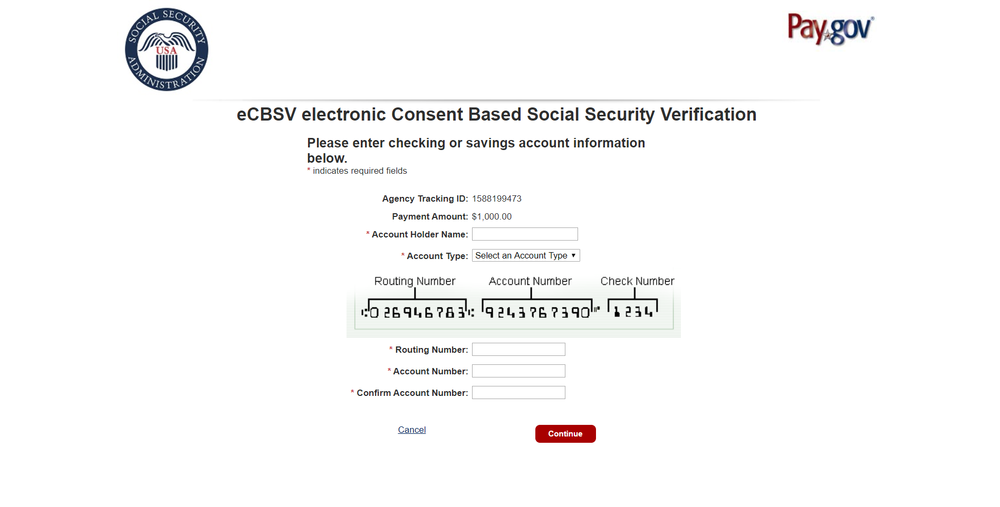 SOCIAL SECURITY ADMINISTRATION
USA
Pay.gov®
eCBSV electronic Consent Based Social Security Verification
Please enter checking or savings account information
below.
* indicates required fields
Agency Tracking ID: 1588199473
Payment Amount: $1,000.00
* Account Holder Name:
* Account Type: Select an Account Type
Routing Number Account Number Check Number
⑆026946783⑆ 9243767390⑈ 1234
* Routing Number:
* Account Number:
* Confirm Account Number:
Cancel Continue